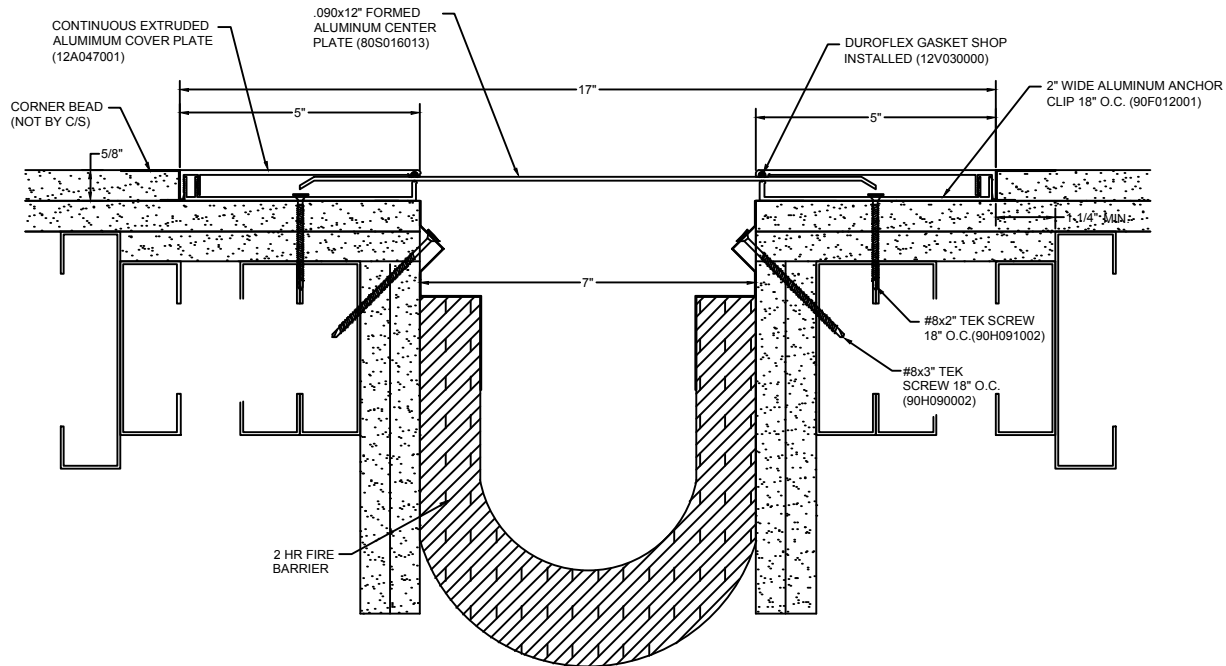 .090x12" FORMED
ALUMINUM CENTER
PLATE (80S016013)
CONTINUOUS EXTRUDED
ALUMIMUM COVER PLATE
(12A047001)
DUROFLEX GASKET SHOP
INSTALLED (12V030000)
2" WIDE ALUMINUM ANCHOR
CLIP 18" O.C. (90F012001)
CORNER BEAD
(NOT BY C/S)
17"
5"
5"
5/8"
1 1/4" MIN.
7"
#8x2" TEK SCREW
18" O.C.(90H091002)
#8x3" TEK
SCREW 18" O.C.
(90H090002)
2 HR FIRE
BARRIER